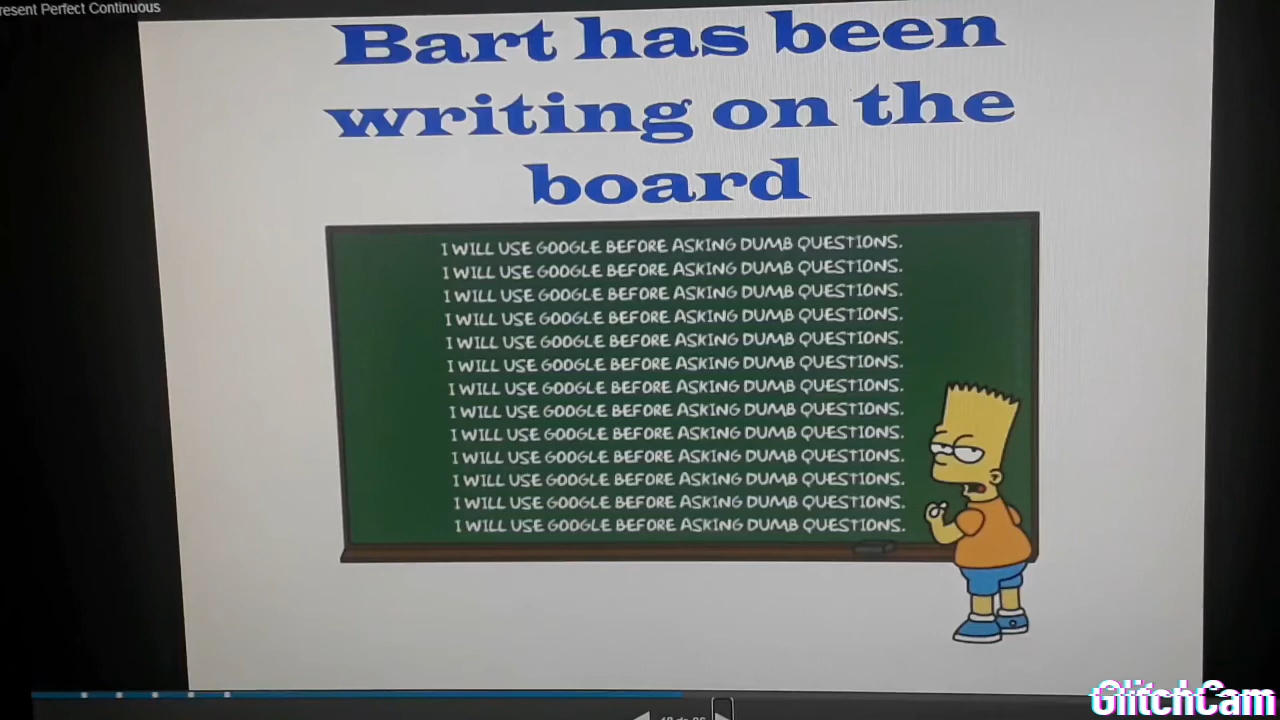 resent Perfect Continuous
Bart has been
writing on the
board
I WILL USE GOOGLE BEFORE ASKING DUMB QUESTIONS.
I WILL USE GOOGLE BEFORE ASKING DUMB QUESTIONS.
I WILL USE GOOGLE BEFORE ASKING DUMB QUESTIONS.
I WILL USE GOOGLE BEFORE ASKING DUMB QUESTIONS.
I WILL USE GOOGLE BEFORE ASKING DUMB QUESTIONS.
I WILL USE GOOGLE BEFORE ASKING DUMB QUESTIONS.
I WILL USE GOOGLE BEFORE ASKING DUMB QUESTIONS.
I WILL USE GOOGLE BEFORE ASKING DUMB QUESTIONS.
I WILL USE GOOGLE BEFORE ASKING DUMB QUESTIONS.
I WILL USE GOOGLE BEFORE ASKING DUMB QUESTIONS.
I WILL USE GOOGLE BEFORE ASKING DUMB QUESTIONS.
I WILL USE GOOGLE BEFORE ASKING DUMB QUESTIONS.
I WILL USE GOOGLE BEFORE ASKING DUMB QUESTIONS.
GlitchCam